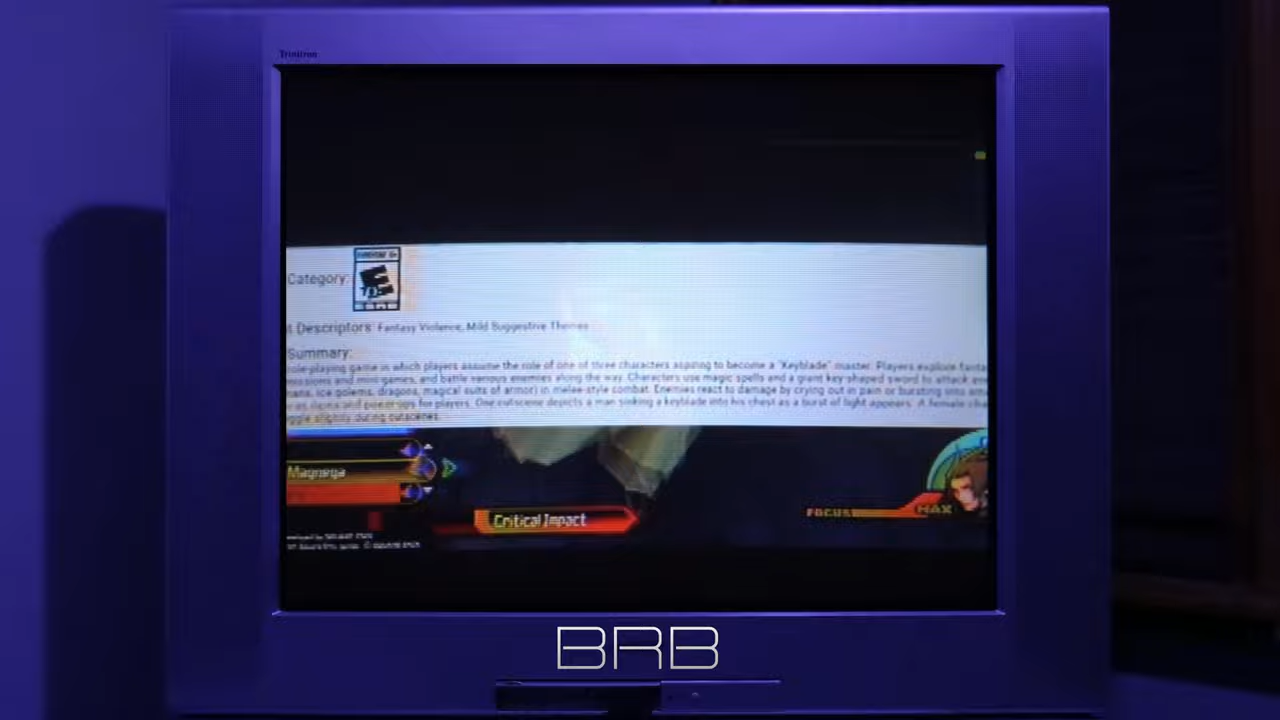 Trinitron
Category:
Descriptors: Fantasy Violence, Mild Suggestive Themes
Summary:
role-playing game in which players assume the role of one of three characters aspiring to become a "Keyblade" master. Players explore
missions and mini games, and battle various enemies along the way. Characters use magic spells and a giant key-shaped sword to attack
ice golems, dragons, magical suits of armor) in melee-style combat. Enemies react to damage by crying out in pain or bursting into
for players. One cutscene depicts a man sinking a keyblade into his chest as a burst of light appears. A female
slightly during cutscenes.
Magnega
Critical Impact
FOCUS
MAX
BRB